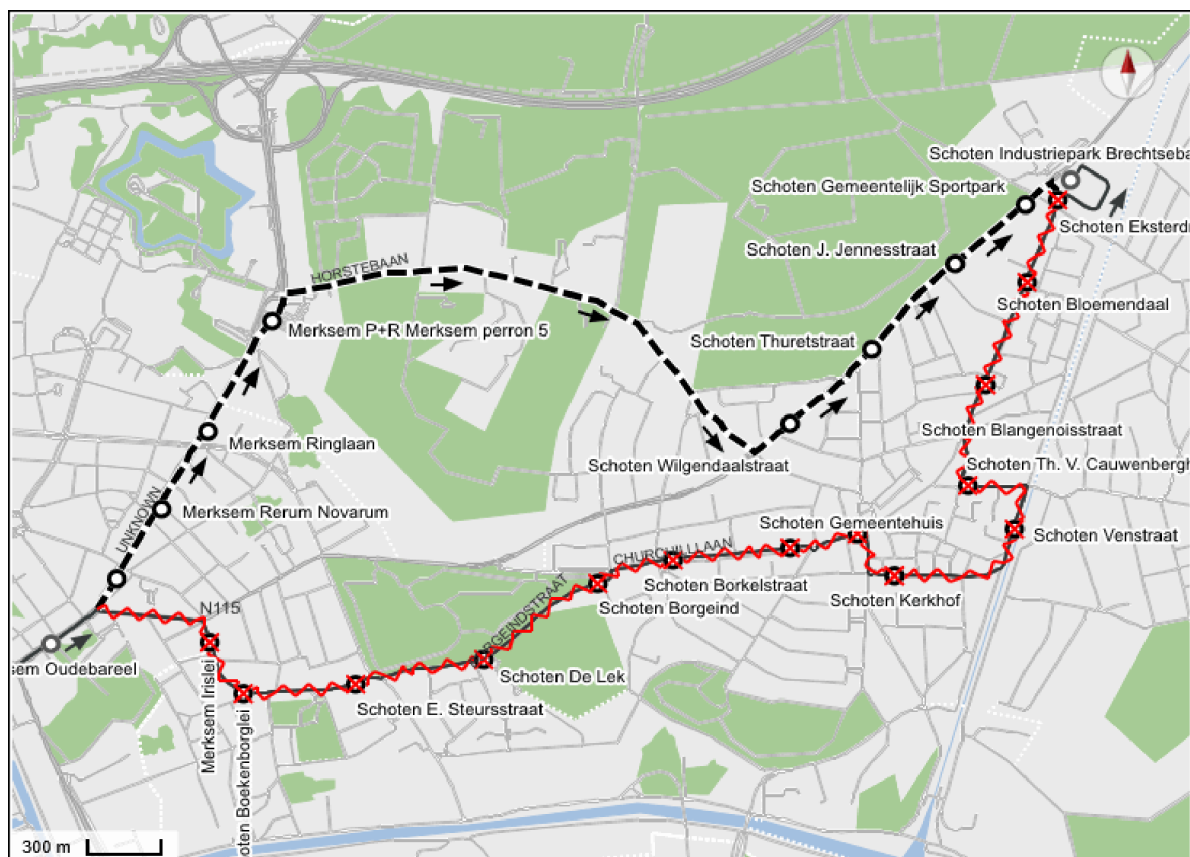 Schoten Industriepark Brechtseba
Schoten Gemeentelijk Sportpark
Schoten Eksterdr
Schoten J. Jennesstraat
HORSTEBAAN
Schoten Bloemendaal
Merksem P+R Merksem perron 5
Schoten Thuretstraat
Schoten Blangenoisstraat
Merksem Ringlaan
Schoten Wilgendaalstraat
Schoten Th. V. Cauwenbergh
UNKNOWN
Merksem Rerum Novarum
Schoten Gemeentehuis
Schoten Venstraat
CHURCHILLLAAN
Schoten Borkelstraat
Schoten Kerkhof
RGEINDSTRAAT
Schoten Borgeind
N115
sem Oudebareel
Schoten De Lek
Merksem Irislei
Schoten E. Steursstraat
oten Boekenborglei
300 m